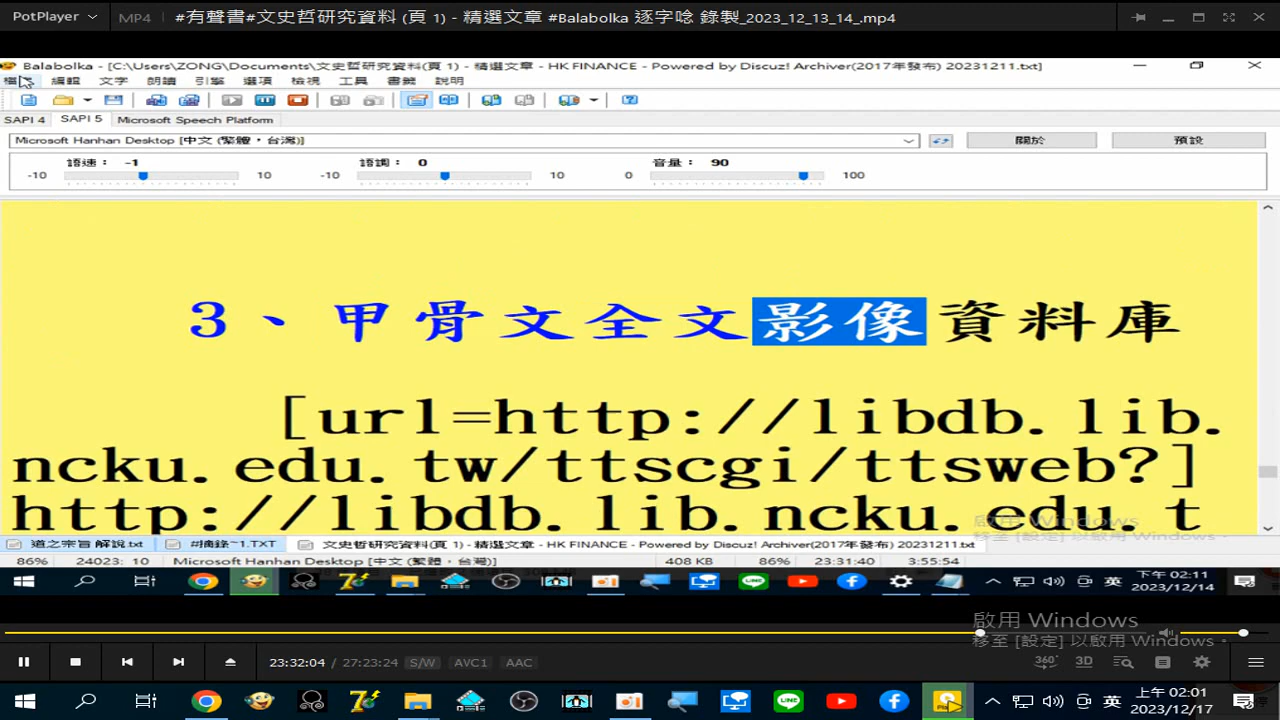 PotPlayer MP4 #有聲書#文史哲研究資料 (頁 1) - 精選文章 #Balabolka 逐字唸 錄製_2023_12_13_14_.mp4
Balabolka - [C:\Users\ZONG\Documents\文史哲研究資料(頁 1) - 精選文章 - HK FINANCE - Powered by Discuz! Archiver(2017年發布) 20231211.txt]
檔案 編輯 文字 朗讀 引擎 選項 檢視 工具 書籤 說明
SAPI 4 SAPI 5 Microsoft Speech Platform
Microsoft Hanhan Desktop [中文 (繁體，台灣)] 關於 預設
語速： -1 語調： 0 音量： 90
-10 10 -10 10 0 100
3、甲骨文全文影像資料庫
[url=http://libdb.lib.
ncku.edu.tw/ttscgi/ttsweb?]
http://libdb.lib.ncku.edu.t
啟用 Windows
移至 [設定] 以啟用 Windows。
道之宗旨 解說.txt #摘錄~1.TXT 文史哲研究資料(頁 1) - 精選文章 - HK FINANCE - Powered by Discuz! Archiver(2017年發布) 20231211.txt
86% 24023: 10 Microsoft Hanhan Desktop [中文 (繁體，台灣)] 408 KB 86% 23:31:40 3:55:54
英 下午 02:11
2023/12/14
啟用 Windows
移至 [設定] 以啟用 Windows。
23:32:04 / 27:23:24 S/W AVC1 AAC 360° 3D
英 上午 02:01
2023/12/17